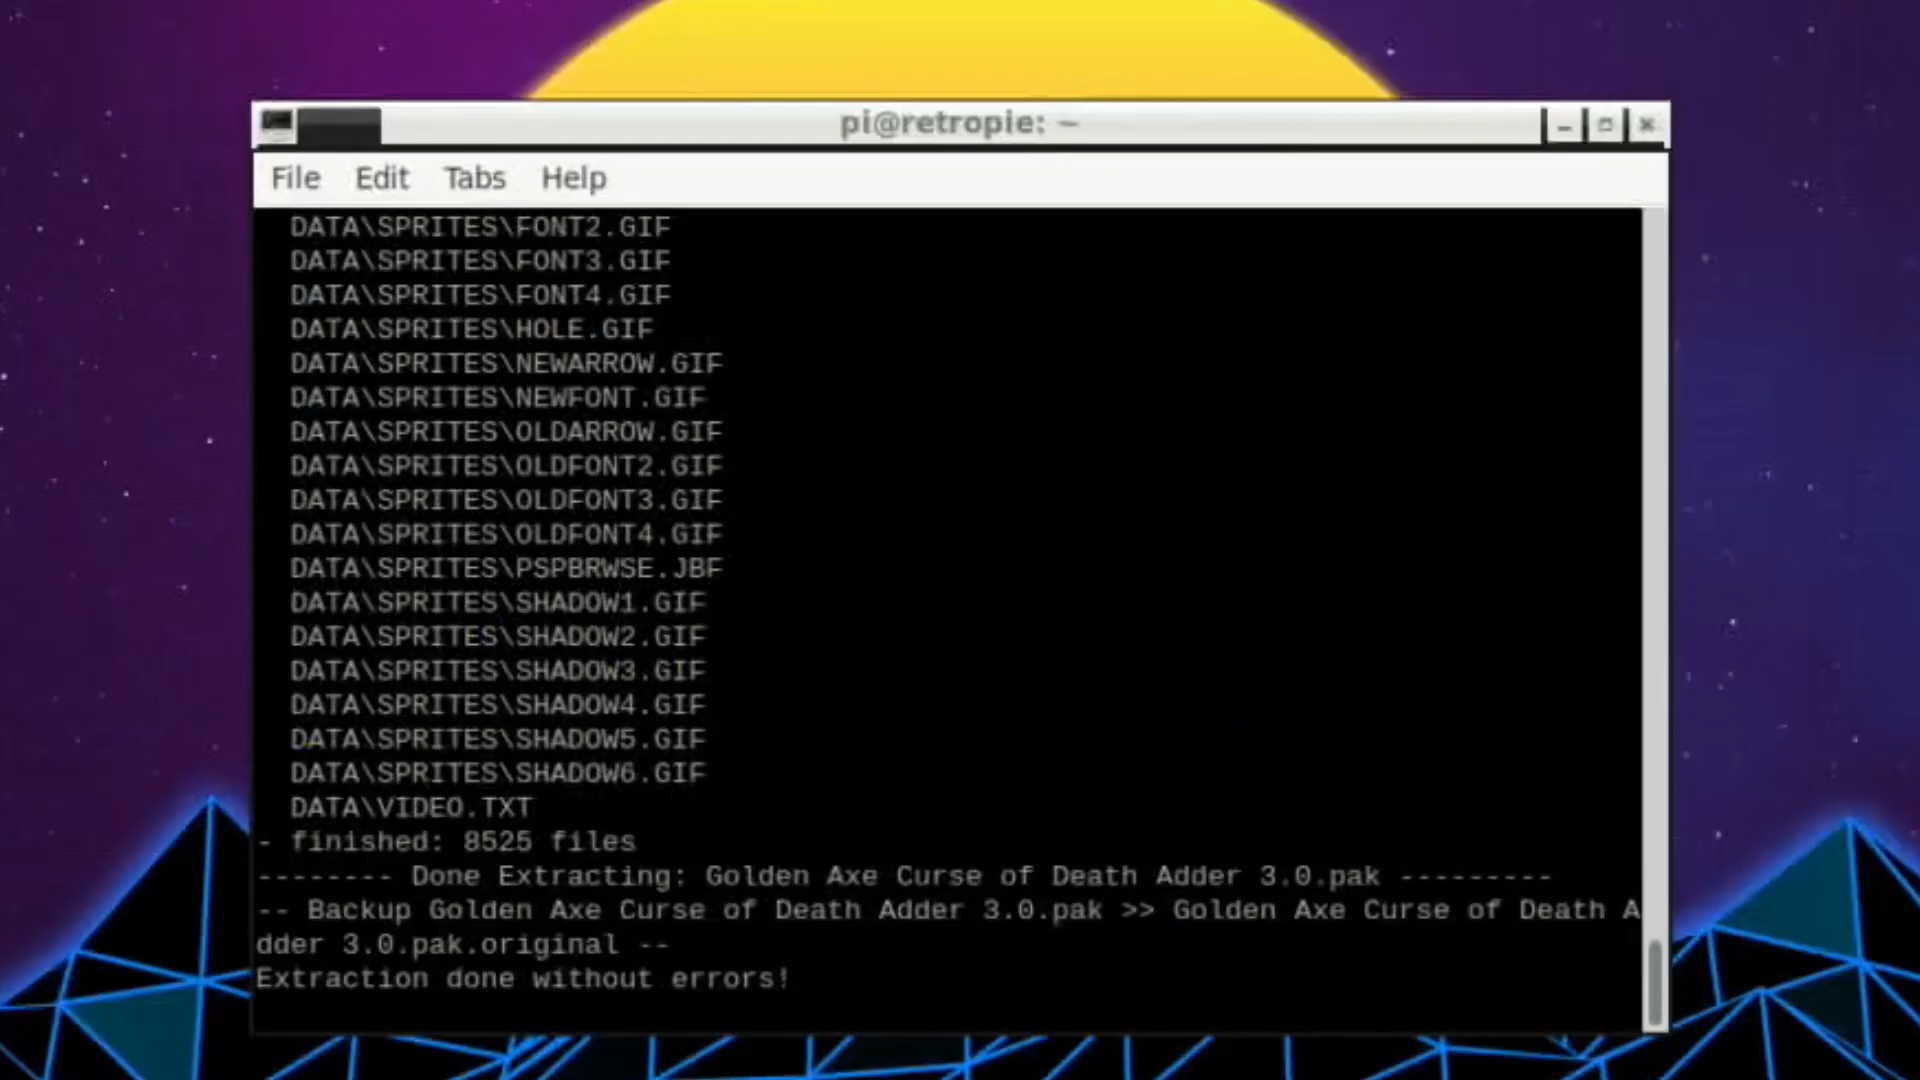 pi@retropie: ~
File Edit Tabs Help
DATA\SPRITES\FONT2.GIF
DATA\SPRITES\FONT3.GIF
DATA\SPRITES\FONT4.GIF
DATA\SPRITES\HOLE.GIF
DATA\SPRITES\NEWARROW.GIF
DATA\SPRITES\NEWFONT.GIF
DATA\SPRITES\OLDARROW.GIF
DATA\SPRITES\OLDFONT2.GIF
DATA\SPRITES\OLDFONT3.GIF
DATA\SPRITES\OLDFONT4.GIF
DATA\SPRITES\PSPBRWSE.JBF
DATA\SPRITES\SHADOW1.GIF
DATA\SPRITES\SHADOW2.GIF
DATA\SPRITES\SHADOW3.GIF
DATA\SPRITES\SHADOW4.GIF
DATA\SPRITES\SHADOW5.GIF
DATA\SPRITES\SHADOW6.GIF
DATA\VIDEO.TXT
- finished: 8525 files
-------- Done Extracting: Golden Axe Curse of Death Adder 3.0.pak ---------
-- Backup Golden Axe Curse of Death Adder 3.0.pak >> Golden Axe Curse of Death A
dder 3.0.pak.original --
Extraction done without errors!